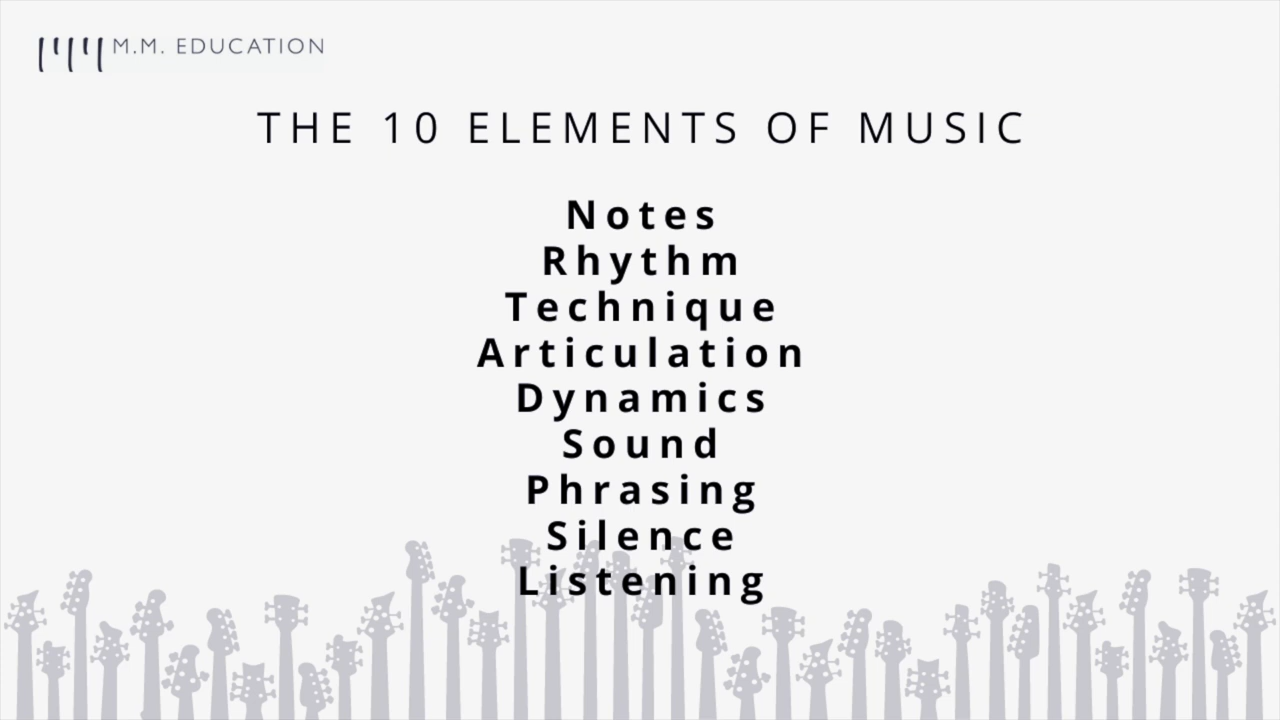 M.M. EDUCATION
THE 10 ELEMENTS OF MUSIC
Notes
Rhythm
Technique
Articulation
Dynamics
Sound
Phrasing
Silence
Listening